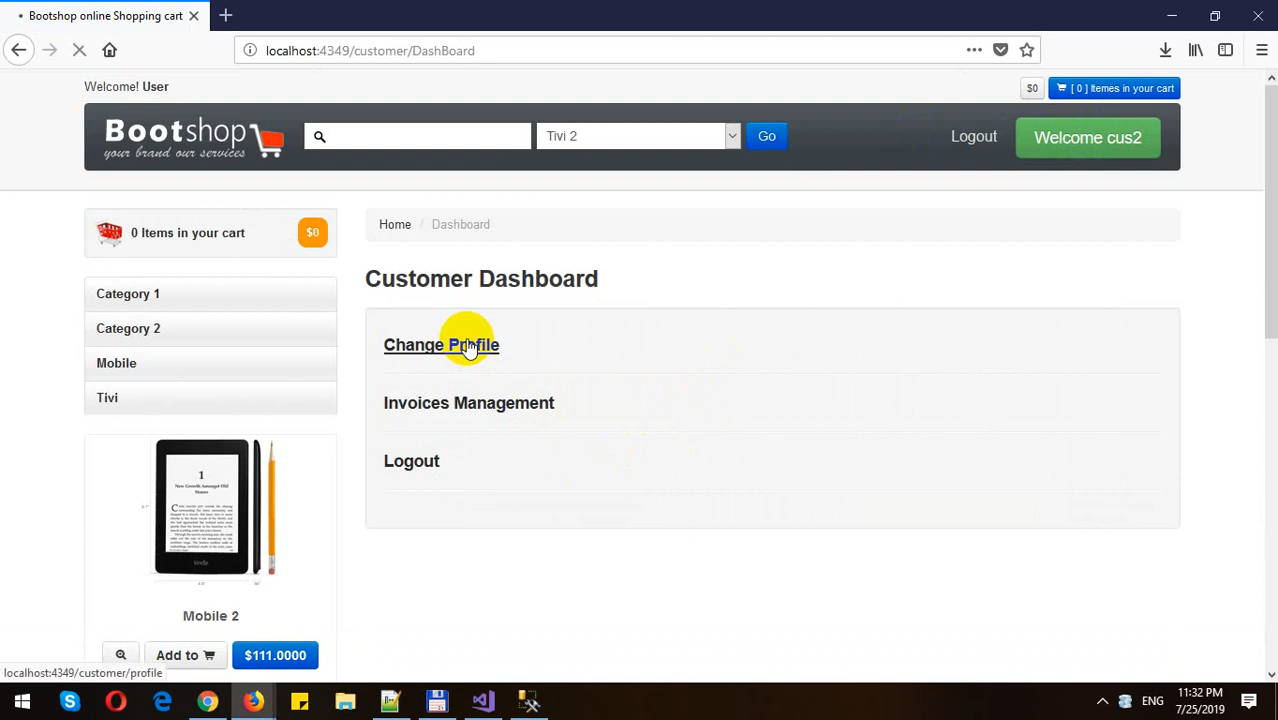 Bootshop online Shopping cart
localhost:4349/customer/DashBoard
Welcome! User
$0
[ 0 ] Itemes in your cart
Bootshop
your brand our services
Tivi 2
Go
Logout
Welcome cus2
0 Items in your cart
$0
Home / Dashboard
Category 1
Category 2
Mobile
Tivi
Customer Dashboard
Change Profile
Invoices Management
Logout
1
kindle
Mobile 2
Add to
$111.0000
localhost:4349/customer/profile
ENG
11:32 PM
7/25/2019